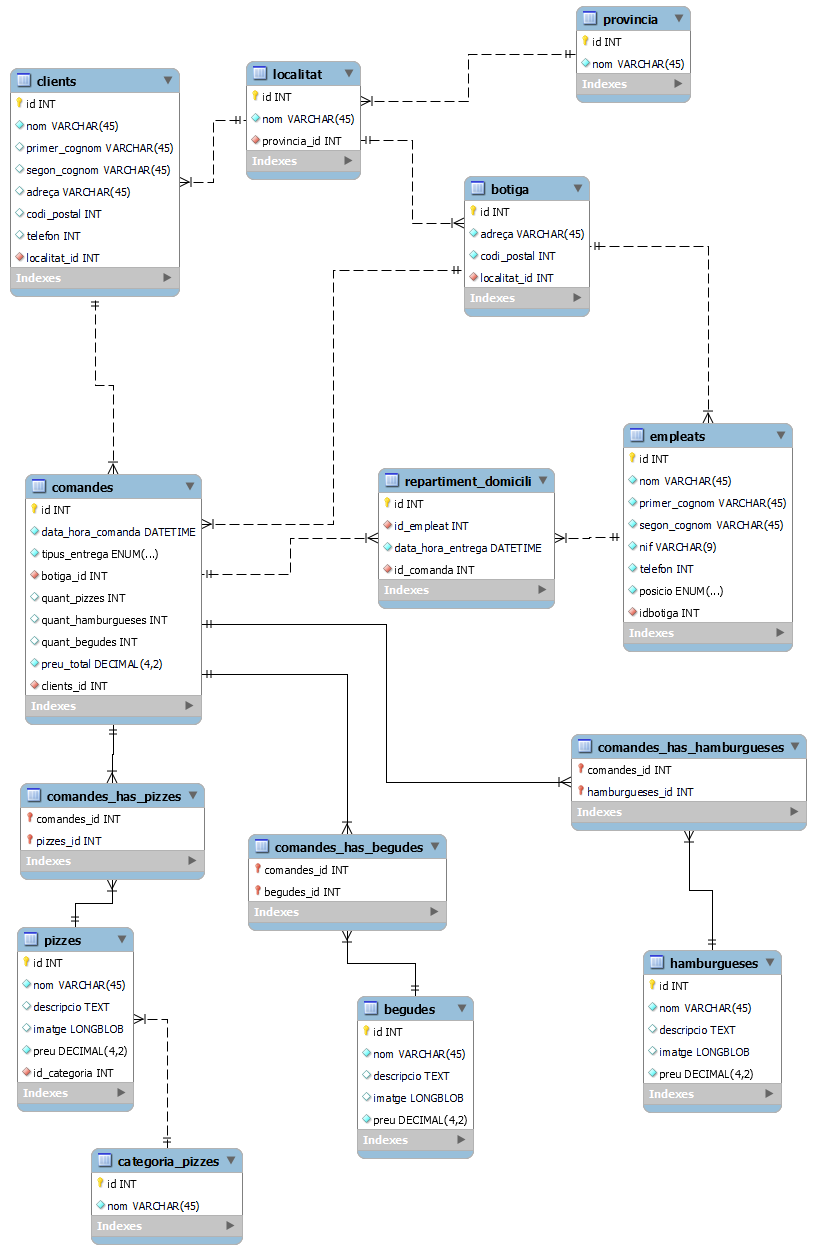 provincia
id INT
nom VARCHAR(45)
Indexes
clients
id INT
nom VARCHAR(45)
primer_cognom VARCHAR(45)
segon_cognom VARCHAR(45)
adreça VARCHAR(45)
codi_postal INT
telefon INT
localitat_id INT
Indexes
localitat
id INT
nom VARCHAR(45)
provincia_id INT
Indexes
botiga
id INT
adreça VARCHAR(45)
codi_postal INT
localitat_id INT
Indexes
empleats
id INT
nom VARCHAR(45)
primer_cognom VARCHAR(45)
segon_cognom VARCHAR(45)
nif VARCHAR(9)
telefon INT
posicio ENUM(...)
idbotiga INT
Indexes
comandes
id INT
data_hora_comanda DATETIME
tipus_entrega ENUM(...)
botiga_id INT
quant_pizzes INT
quant_hamburgueses INT
quant_begudes INT
preu_total DECIMAL(4,2)
clients_id INT
Indexes
repartiment_domicili
id INT
id_empleat INT
data_hora_entrega DATETIME
id_comanda INT
Indexes
comandes_has_hamburgueses
comandes_id INT
hamburgueses_id INT
Indexes
comandes_has_pizzes
comandes_id INT
pizzes_id INT
Indexes
comandes_has_begudes
comandes_id INT
begudes_id INT
Indexes
pizzes
id INT
nom VARCHAR(45)
descripcio TEXT
imatge LONGBLOB
preu DECIMAL(4,2)
id_categoria INT
Indexes
hamburgueses
id INT
nom VARCHAR(45)
descripcio TEXT
imatge LONGBLOB
preu DECIMAL(4,2)
Indexes
begudes
id INT
nom VARCHAR(45)
descripcio TEXT
imatge LONGBLOB
preu DECIMAL(4,2)
Indexes
categoria_pizzes
id INT
nom VARCHAR(45)
Indexes